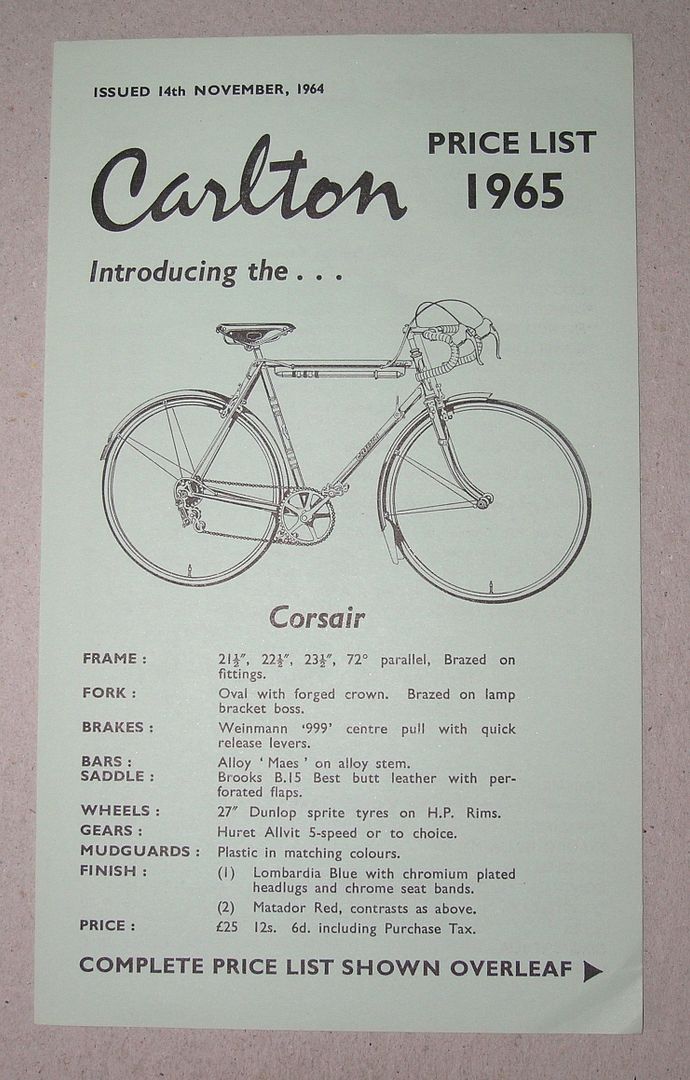 ISSUED 14th NOVEMBER, 1964
PRICE LIST
Carlton
1965
Introducing the . . .
Corsair
FRAME : 21½″, 22½″, 23½″, 72° parallel, Brazed on
fittings.
FORK : Oval with forged crown. Brazed on lamp
bracket boss.
BRAKES : Weinmann ‘999’ centre pull with quick
release levers.
BARS : Alloy ‘ Maes ’ on alloy stem.
SADDLE : Brooks B.15 Best butt leather with per-
forated flaps.
WHEELS : 27″ Dunlop sprite tyres on H.P. Rims.
GEARS : Huret Allvit 5-speed or to choice.
MUDGUARDS : Plastic in matching colours.
FINISH : (1) Lombardia Blue with chromium plated
headlugs and chrome seat bands.
(2) Matador Red, contrasts as above.
PRICE : £25 12s. 6d. including Purchase Tax.
COMPLETE PRICE LIST SHOWN OVERLEAF ▶